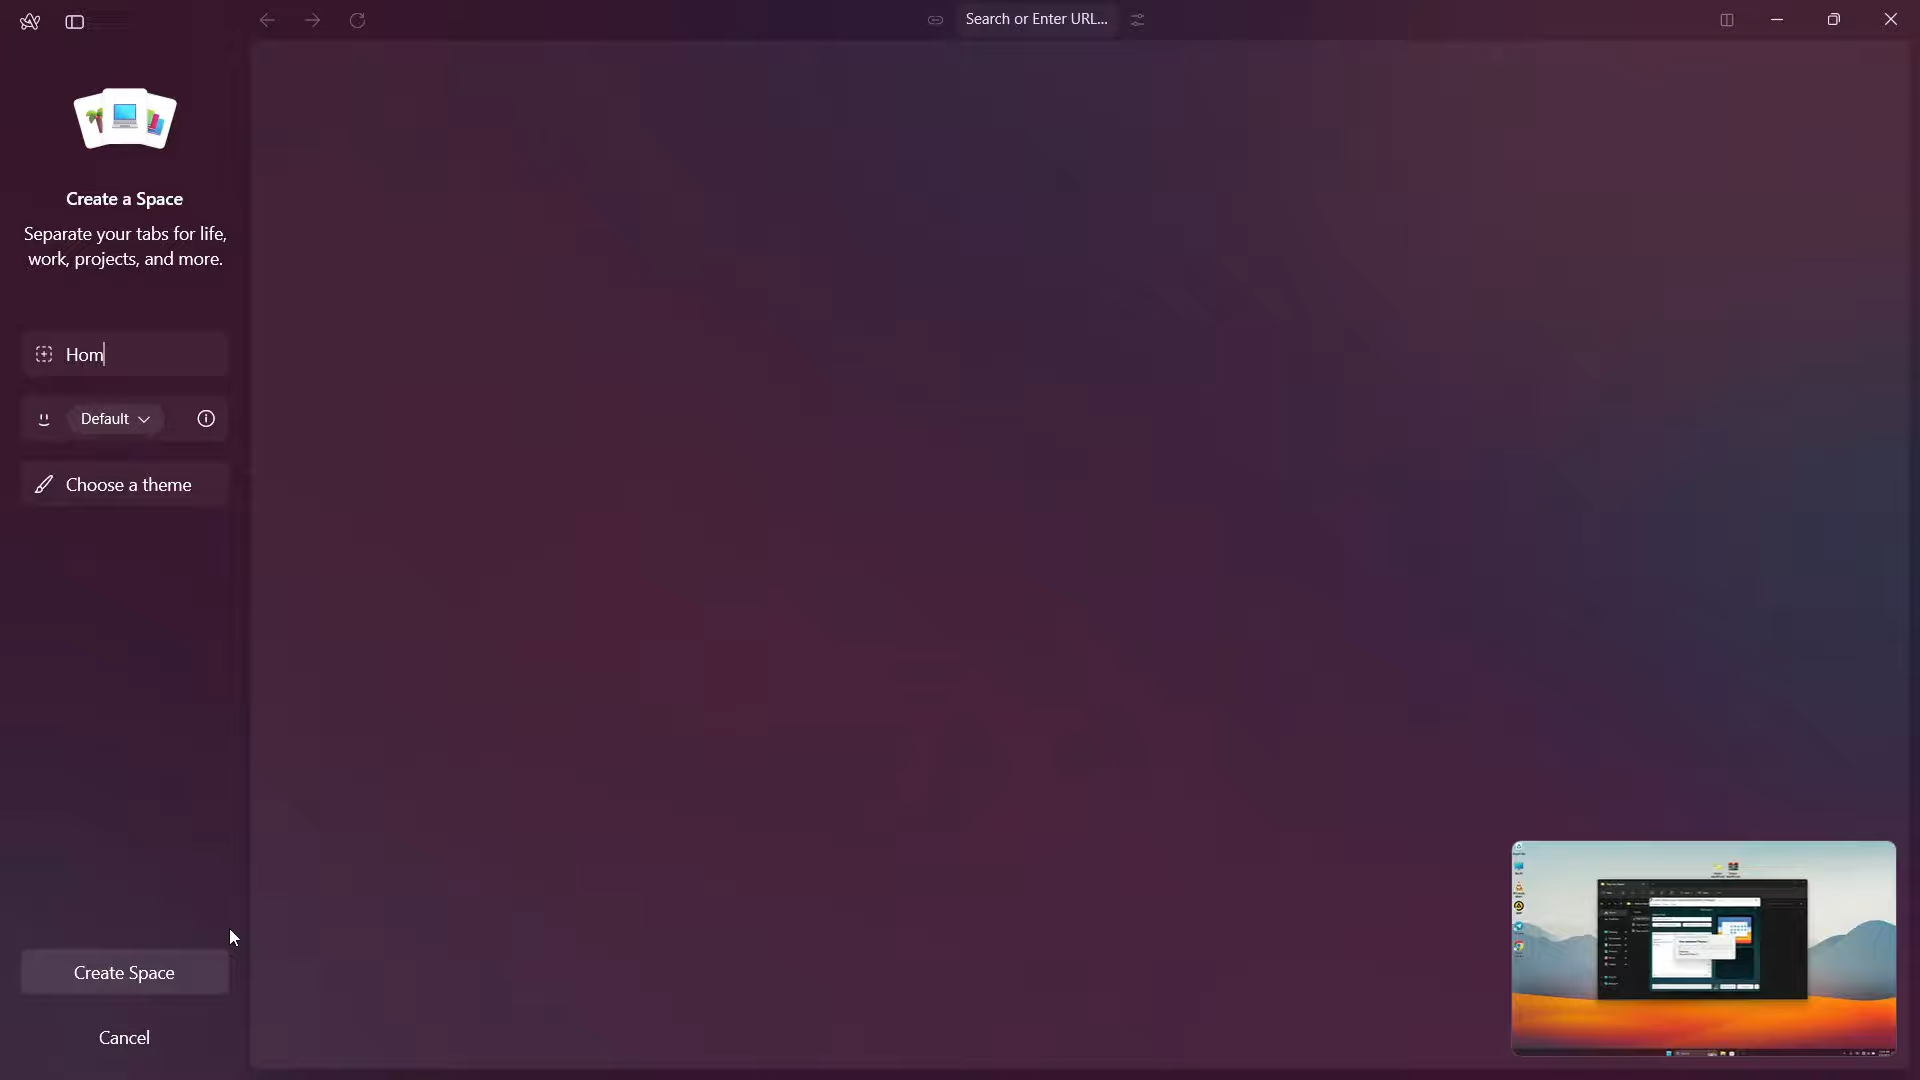 Search or Enter URL...
Create a Space
Separate your tabs for life,
work, projects, and more.
Hom
Default
Choose a theme
Create Space
Cancel